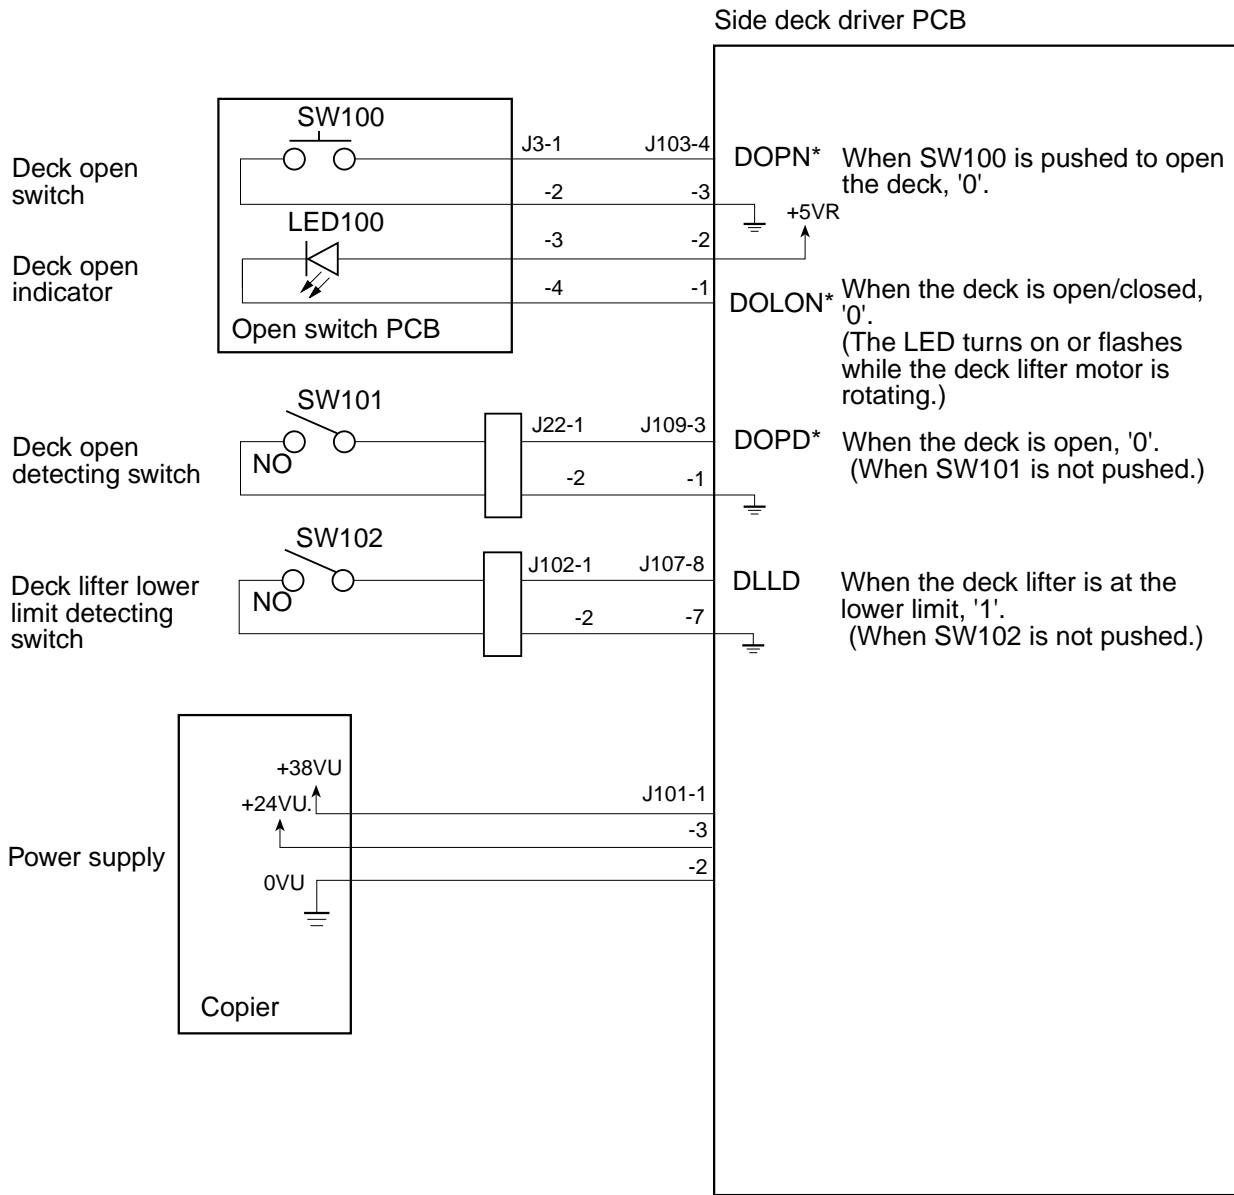 Side deck driver PCB
SW100
Deck open
switch
J3-1
J103-4
DOPN*
When SW100 is pushed to open
the deck, '0'.
-2
-3
+5VR
LED100
-3
-2
Deck open
indicator
-4
-1
DOLON*
When the deck is open/closed,
'0'.
(The LED turns on or flashes
while the deck lifter motor is
rotating.)
Open switch PCB
SW101
Deck open
detecting switch
NO
J22-1
J109-3
DOPD*
When the deck is open, '0'.
(When SW101 is not pushed.)
-2
-1
SW102
Deck lifter lower
limit detecting
switch
NO
J102-1
J107-8
DLLD
When the deck lifter is at the
lower limit, '1'.
(When SW102 is not pushed.)
-2
-7
+38VU
J101-1
+24VU.
-3
Power supply
-2
0VU
Copier